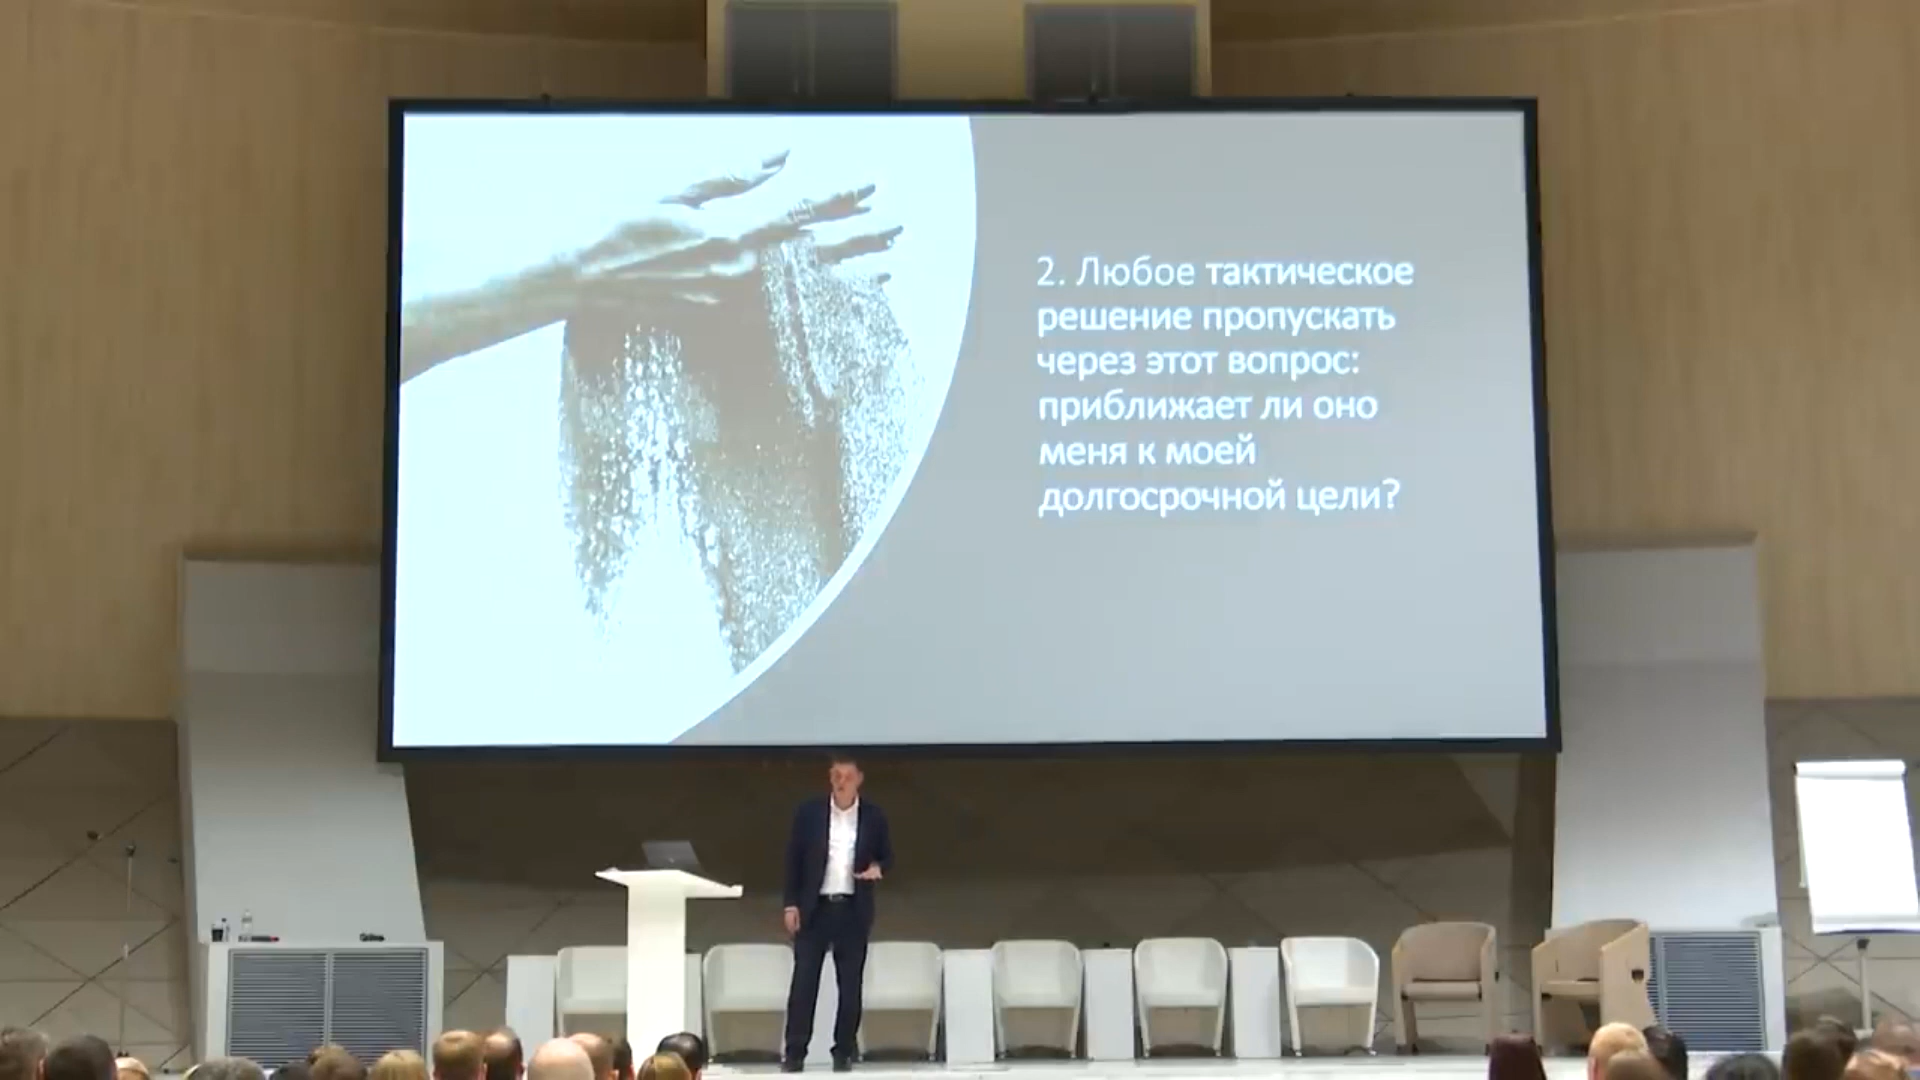 2. Любое тактическое
решение пропускать
через этот вопрос:
приближает ли оно
меня к моей
долгосрочной цели?